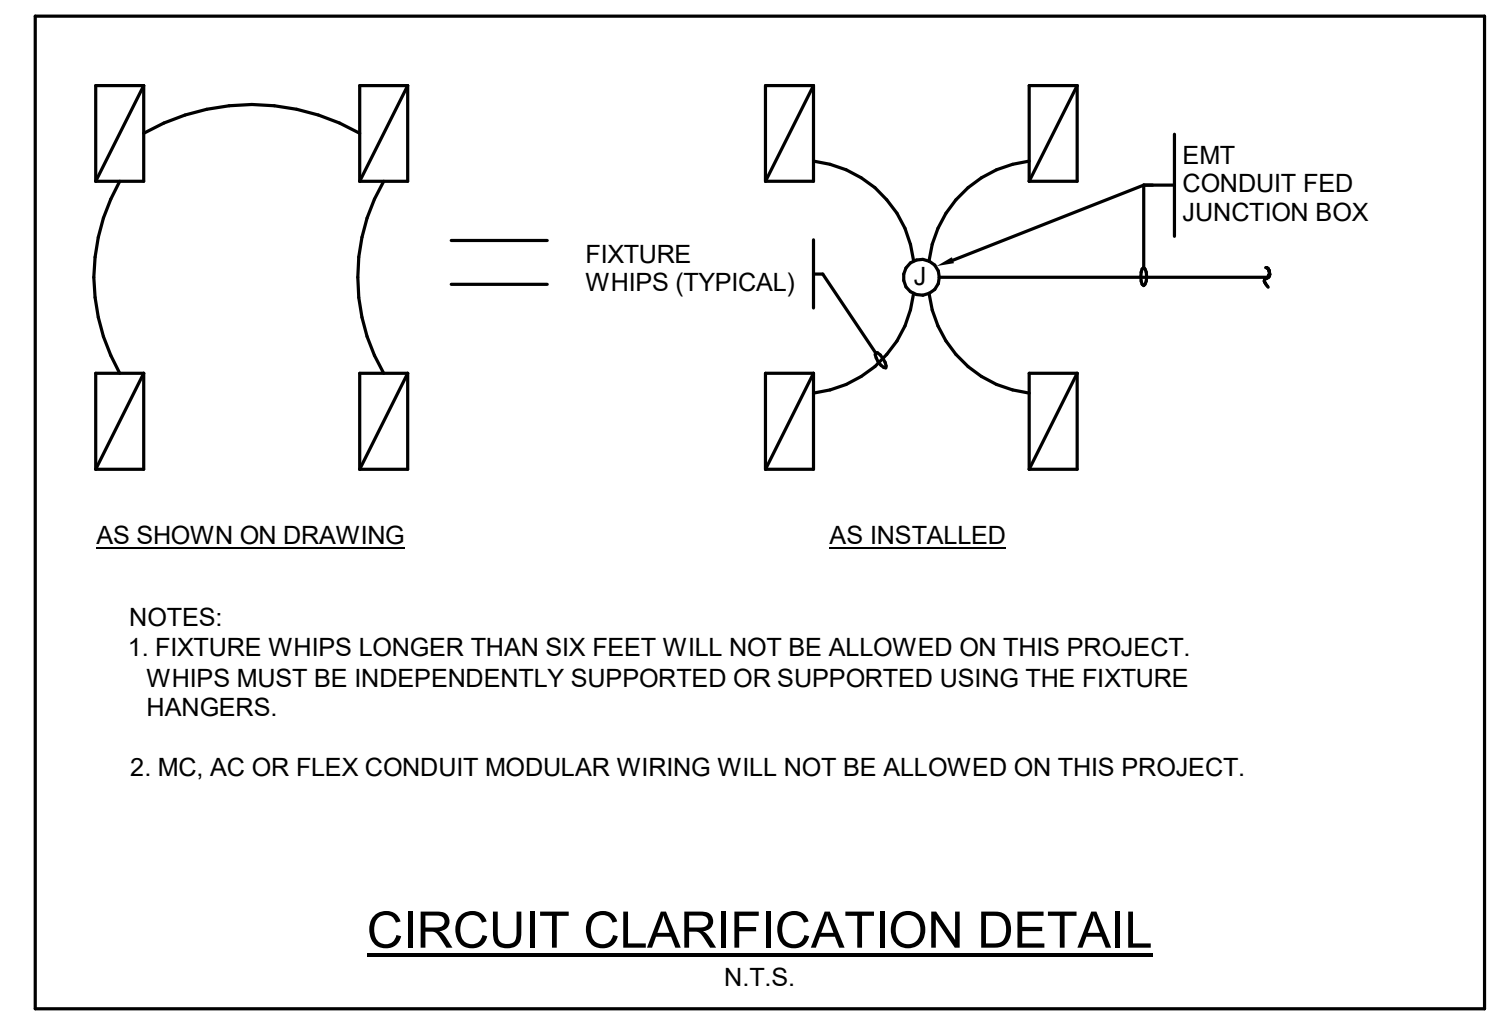 EMT
CONDUIT FED
JUNCTION BOX
FIXTURE
WHIPS (TYPICAL)
J
AS SHOWN ON DRAWING
AS INSTALLED
NOTES:
1. FIXTURE WHIPS LONGER THAN SIX FEET WILL NOT BE ALLOWED ON THIS PROJECT.
WHIPS MUST BE INDEPENDENTLY SUPPORTED OR SUPPORTED USING THE FIXTURE
HANGERS.
2. MC, AC OR FLEX CONDUIT MODULAR WIRING WILL NOT BE ALLOWED ON THIS PROJECT.
CIRCUIT CLARIFICATION DETAIL
N.T.S.